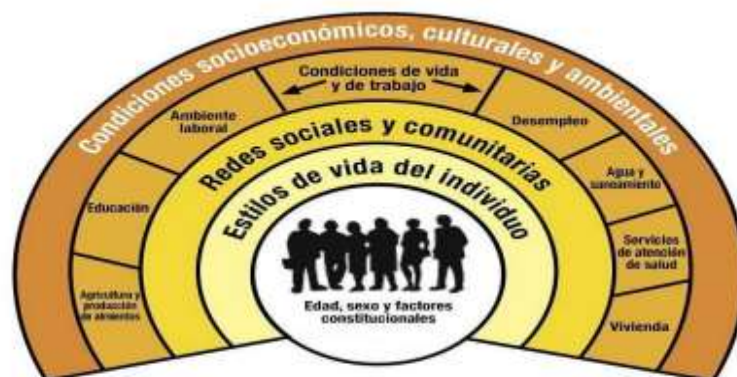 Condiciones socioeconómicos, culturales y ambientales
Condiciones de vida
y de trabajo
Ambiente
laboral
Desempleo
Redes sociales y comunitarias
Agua y
saneamiento
Estilos de vida del individuo
Educación
Servicios
de atención
de salud
Agricultura y
producción
de alimentos
Edad, sexo y factores
constitucionales
Vivienda